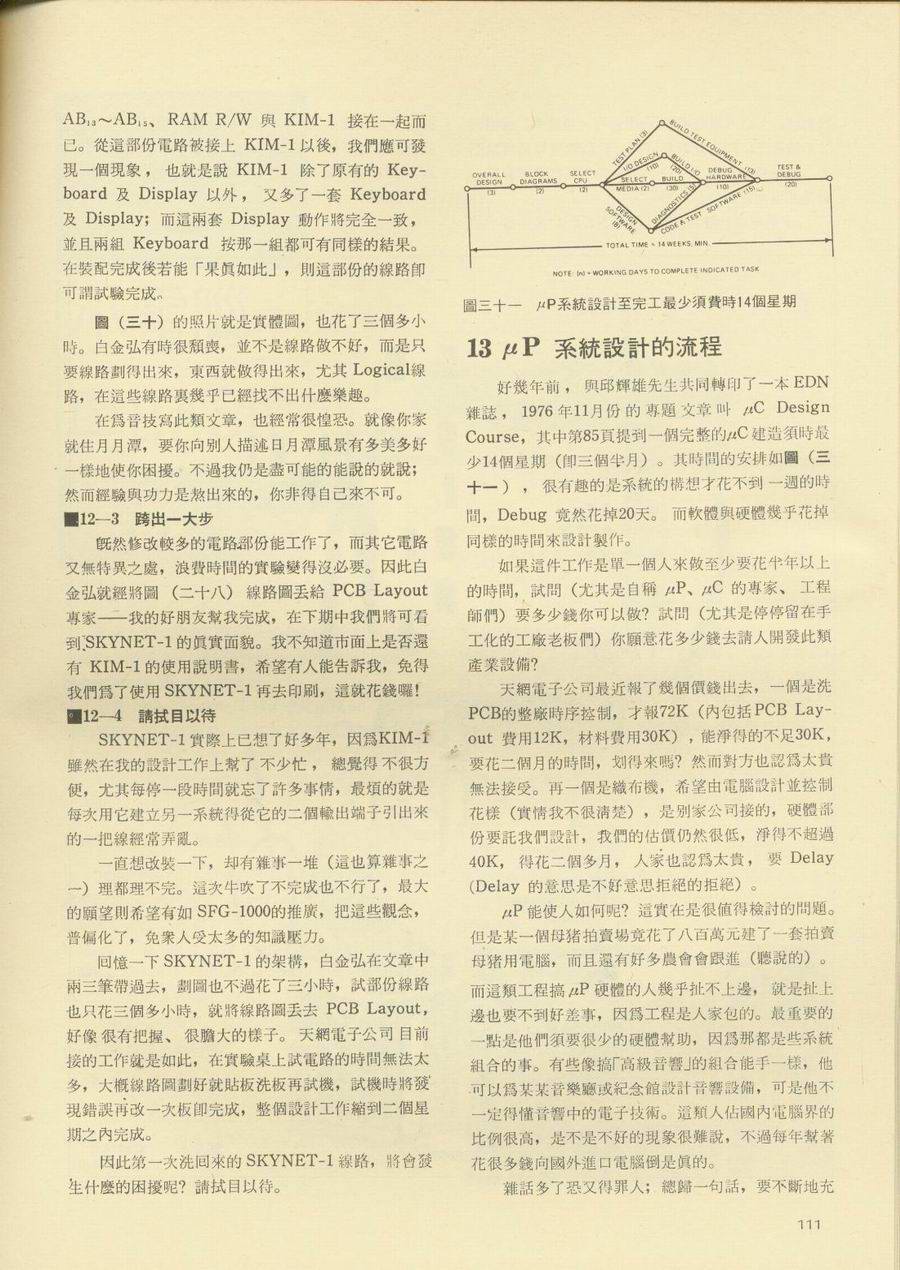 AB₁₃～AB₁₅、RAM R/W 與 KIM-1 接在一起而
已。從這部份電路被接上 KIM-1 以後，我們應可發
現一個現象，也就是說 KIM-1 除了原有的 Key-
board 及 Display 以外，又多了一套 Keyboard
及 Display；而這兩套 Display 動作將完全一致，
並且兩組 Keyboard 按那一組都可有同樣的結果。
在裝配完成後若能「果眞如此」，則這部份的線路卽
可謂試驗完成。
圖（三十）的照片就是實體圖，也花了三個多小
時。白金弘有時很頹喪，並不是線路做不好，而是只
要線路劃得出來，東西就做得出來，尤其 Logical線
路，在這些線路裏幾乎已經找不出什麼樂趣。
在爲音技寫此類文章，也經常很惶恐。就像你家
就住月月潭，要你向別人描述日月潭風景有多美多好
一樣地使你困擾。不過我仍是盡可能的能說的就說；
然而經驗與功力是熬出來的，你非得自己來不可。
■12—3 跨出一大步
旣然修改較多的電路部份能工作了，而其它電路
又無特異之處，浪費時間的實驗變得沒必要。因此白
金弘就經將圖（二十八）線路圖丟給 PCB Layout
專家——我的好朋友幫我完成，在下期中我們將可看
到SKYNET-1 的眞實面貌。我不知道市面上是否還
有 KIM-1 的使用說明書，希望有人能告訴我，免得
我們爲了使用 SKYNET-1 再去印刷，這就花錢囉！
■12—4 請拭目以待
SKYNET-1 實際上已想了好多年，因爲KIM-1
雖然在我的設計工作上幫了不少忙，總覺得不很方
便，尤其每停一段時間就忘了許多事情，最煩的就是
每次用它建立另一系統得從它的二個輸出端子引出來
的一把線經常弄亂。
一直想改裝一下，却有雜事一堆（這也算雜事之
一）理都理不完。這次牛吹了不完成也不行了，最大
的願望則希望有如 SFG-1000的推廣，把這些觀念，
普偏化了，免衆人受太多的知識壓力。
回憶一下 SKYNET-1 的架構，白金弘在文章中
兩三筆帶過去，劃圖也不過花了三小時，試部份線路
也只花三個多小時，就將線路圖丟去 PCB Layout，
好像很有把握、很膽大的樣子。天網電子公司目前
接的工作就是如此，在實驗桌上試電路的時間無法太
多，大槪線路圖劃好就貼板洗板再試機，試機時將發
現錯誤再改一次板卽完成，整個設計工作縮到二個星
期之內完成。
因此第一次洗回來的 SKYNET-1 線路，將會發
生什麼的困擾呢？請拭目以待。
OVERALL DESIGN (3)
BLOCK DIAGRAMS (2)
SELECT CPU (2)
TEST PLAN (3)
BUILD TEST EQUIPMENT (13)
I/O DESIGN (10)
BUILD I/O (20)
SELECT MEDIA (2)
BUILD (30)
DEBUG HARDWARE (10)
TEST & DEBUG (20)
DESIGN SOFTWARE (8)
DIAGNOSTICS (5)
CODE & TEST SOFTWARE (15)
TOTAL TIME = 14 WEEKS, MIN.
NOTE: (n) = WORKING DAYS TO COMPLETE INDICATED TASK
圖三十一 μP系統設計至完工最少須費時14個星期
13 μP 系統設計的流程
好幾年前，與邱輝雄先生共同轉印了一本 EDN
雜誌，1976 年11月份的專題文章叫 μC Design
Course，其中第85頁提到一個完整的μC 建造須時最
少14個星期（卽三個半月）。其時間的安排如圖（三
十一），很有趣的是系統的構想才花不到一週的時
間，Debug 竟然花掉20天。而軟體與硬體幾乎花掉
同樣的時間來設計製作。
如果這件工作是單一個人來做至少要花半年以上
的時間，試問（尤其是自稱 μP、μC 的專家、工程
師們）要多少錢你可以做？試問（尤其是停停留在手
工化的工廠老板們）你願意花多少錢去請人開發此類
產業設備？
天網電子公司最近報了幾個價錢出去，一個是洗
PCB的整廠時序控制，才報72K（內包括PCB Lay-
out 費用12K，材料費用30K），能淨得的不足30K，
要花二個月的時間，划得來嗎？然而對方也認爲太貴
無法接受。再一個是織布機，希望由電腦設計並控制
花樣（實情我不很清楚），是別家公司接的，硬體部
份要託我們設計，我們的估價仍然很低，淨得不超過
40K，得花二個多月，人家也認爲太貴，要 Delay
(Delay 的意思是不好意思拒絕的拒絕）。
μP 能使人如何呢？這實在是很值得檢討的問題。
但是某一個母猪拍賣場竟花了八百萬元建了一套拍賣
母猪用電腦，而且還有好多農會會跟進（聽說的）。
而這類工程搞 μP 硬體的人幾乎扯不上邊，就是扯上
邊也要不到好差事，因爲工程是人家包的。最重要的
一點是他們須要很少的硬體幫助，因爲那都是些系統
組合的事。有些像搞「高級音響」的組合能手一樣，他
可以爲某某音樂廳或紀念館設計音響設備，可是他不
一定得懂音響中的電子技術。這類人佔國內電腦界的
比例很高，是不是不好的現象很難說，不過每年幫著
花很多錢向國外進口電腦倒是眞的。
雜話多了恐又得罪人；總歸一句話，要不斷地充
111